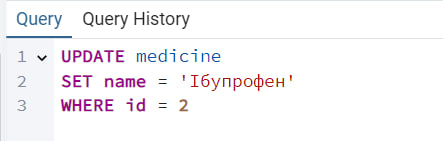 Query Query History
1 UPDATE medicine
2 SET name = 'Ібупрофен'
3 WHERE id = 2